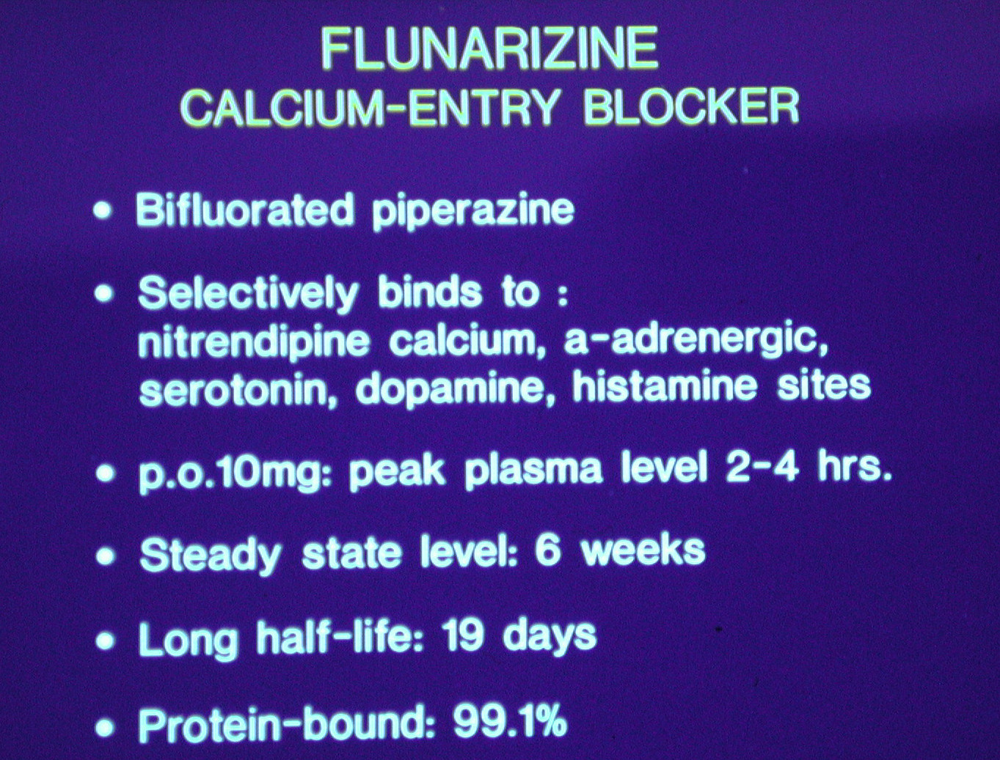 FLUNARIZINE
CALCIUM-ENTRY BLOCKER
• Bifluorated piperazine
• Selectively binds to :
nitrendipine calcium, a-adrenergic,
serotonin, dopamine, histamine sites
• p.o.10mg: peak plasma level 2-4 hrs.
• Steady state level: 6 weeks
• Long half-life: 19 days
• Protein-bound: 99.1%